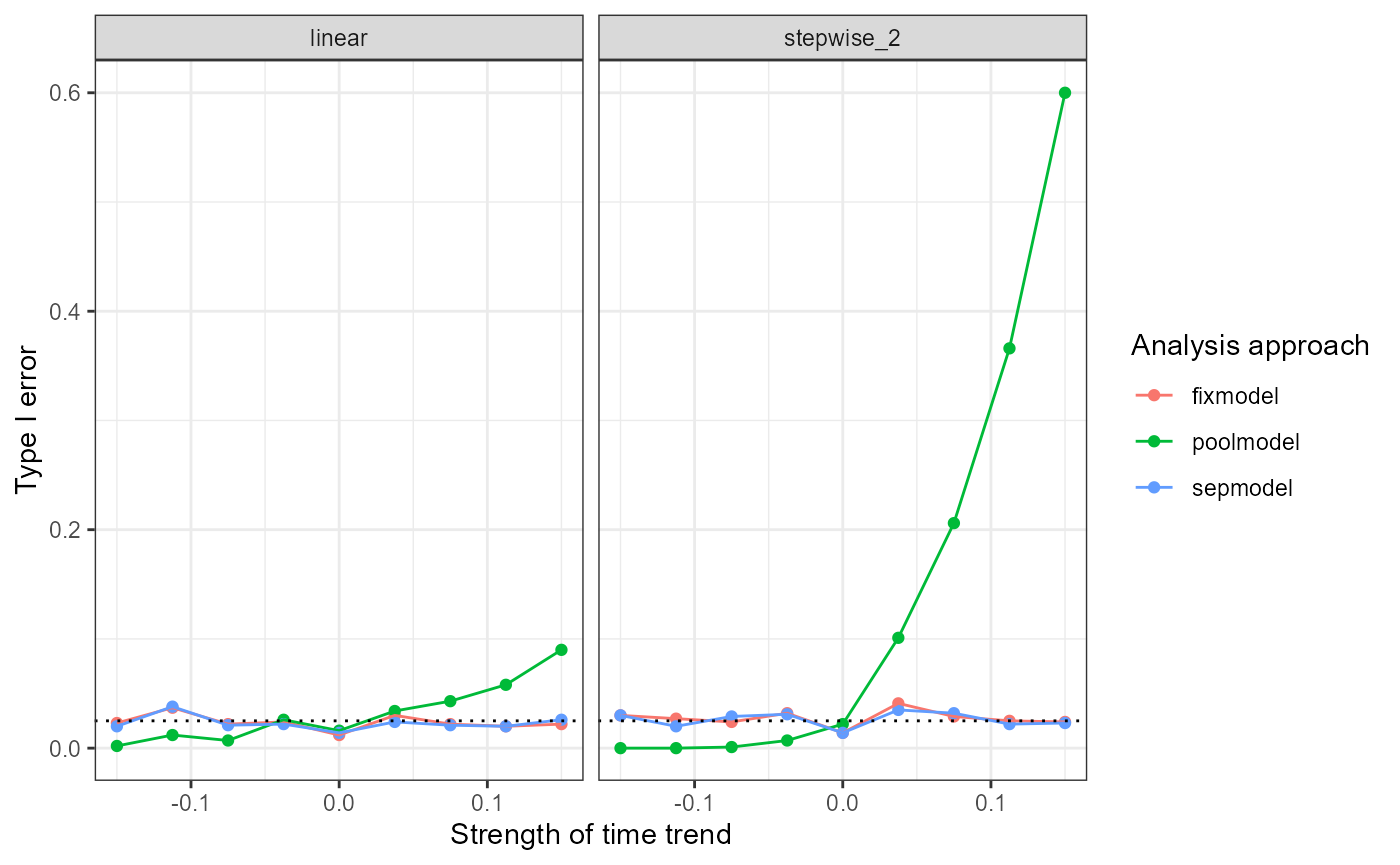 linear
stepwise_2
0.6
0.4
0.2
0.0
Type I error
-0.1
0.0
0.1
-0.1
0.0
0.1
Strength of time trend
Analysis approach
fixmodel
poolmodel
sepmodel